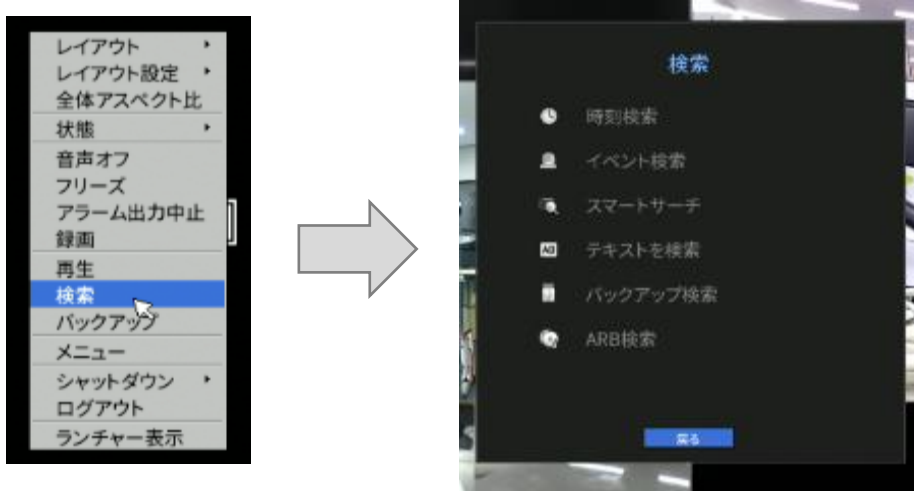 レイアウト
レイアウト設定
全体アスペクト比
状態
音声オフ
フリーズ
アラーム出力中止
録画
再生
検索
バックアップ
メニュー
シャットダウン
ログアウト
ランチャー表示
検索
時刻検索
イベント検索
スマートサーチ
テキストを検索
バックアップ検索
ARB検索
戻る